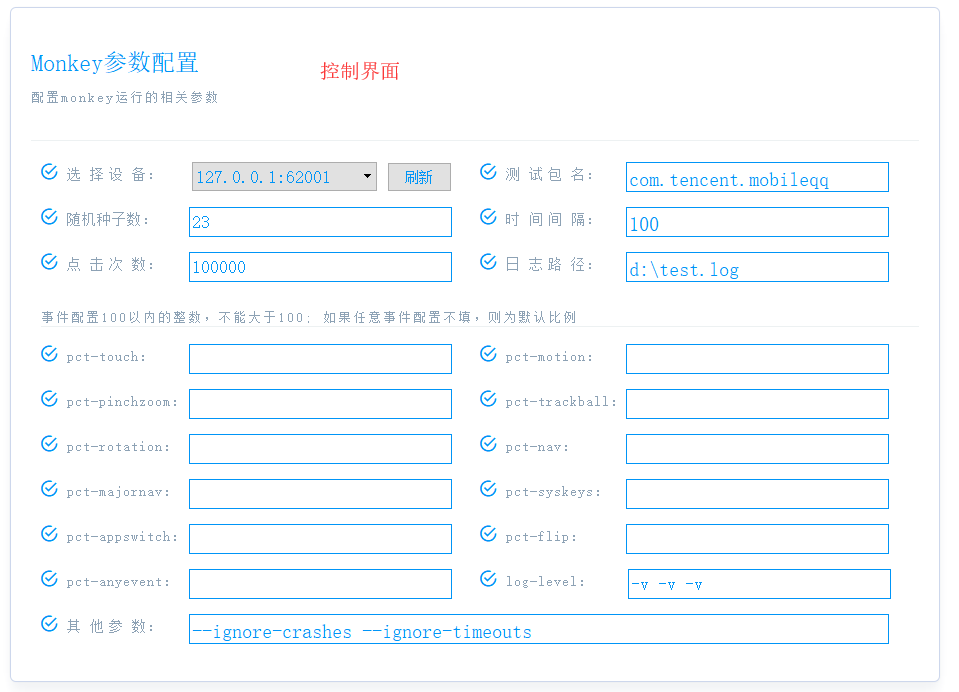 Monkey参数配置
控制界面
配置monkey运行的相关参数
选 择 设 备： 127.0.0.1:62001 刷新 测 试 包 名： com.tencent.mobileqq
随机种子数： 23 时 间 间 隔： 100
点 击 次 数： 100000 日 志 路 径： d:\test.log
事件配置100以内的整数，不能大于100； 如果任意事件配置不填，则为默认比例
pct-touch: pct-motion:
pct-pinchzoom: pct-trackball:
pct-rotation: pct-nav:
pct-majornav: pct-syskeys:
pct-appswitch: pct-flip:
pct-anyevent: log-level: -v -v -v
其 他 参 数： --ignore-crashes --ignore-timeouts